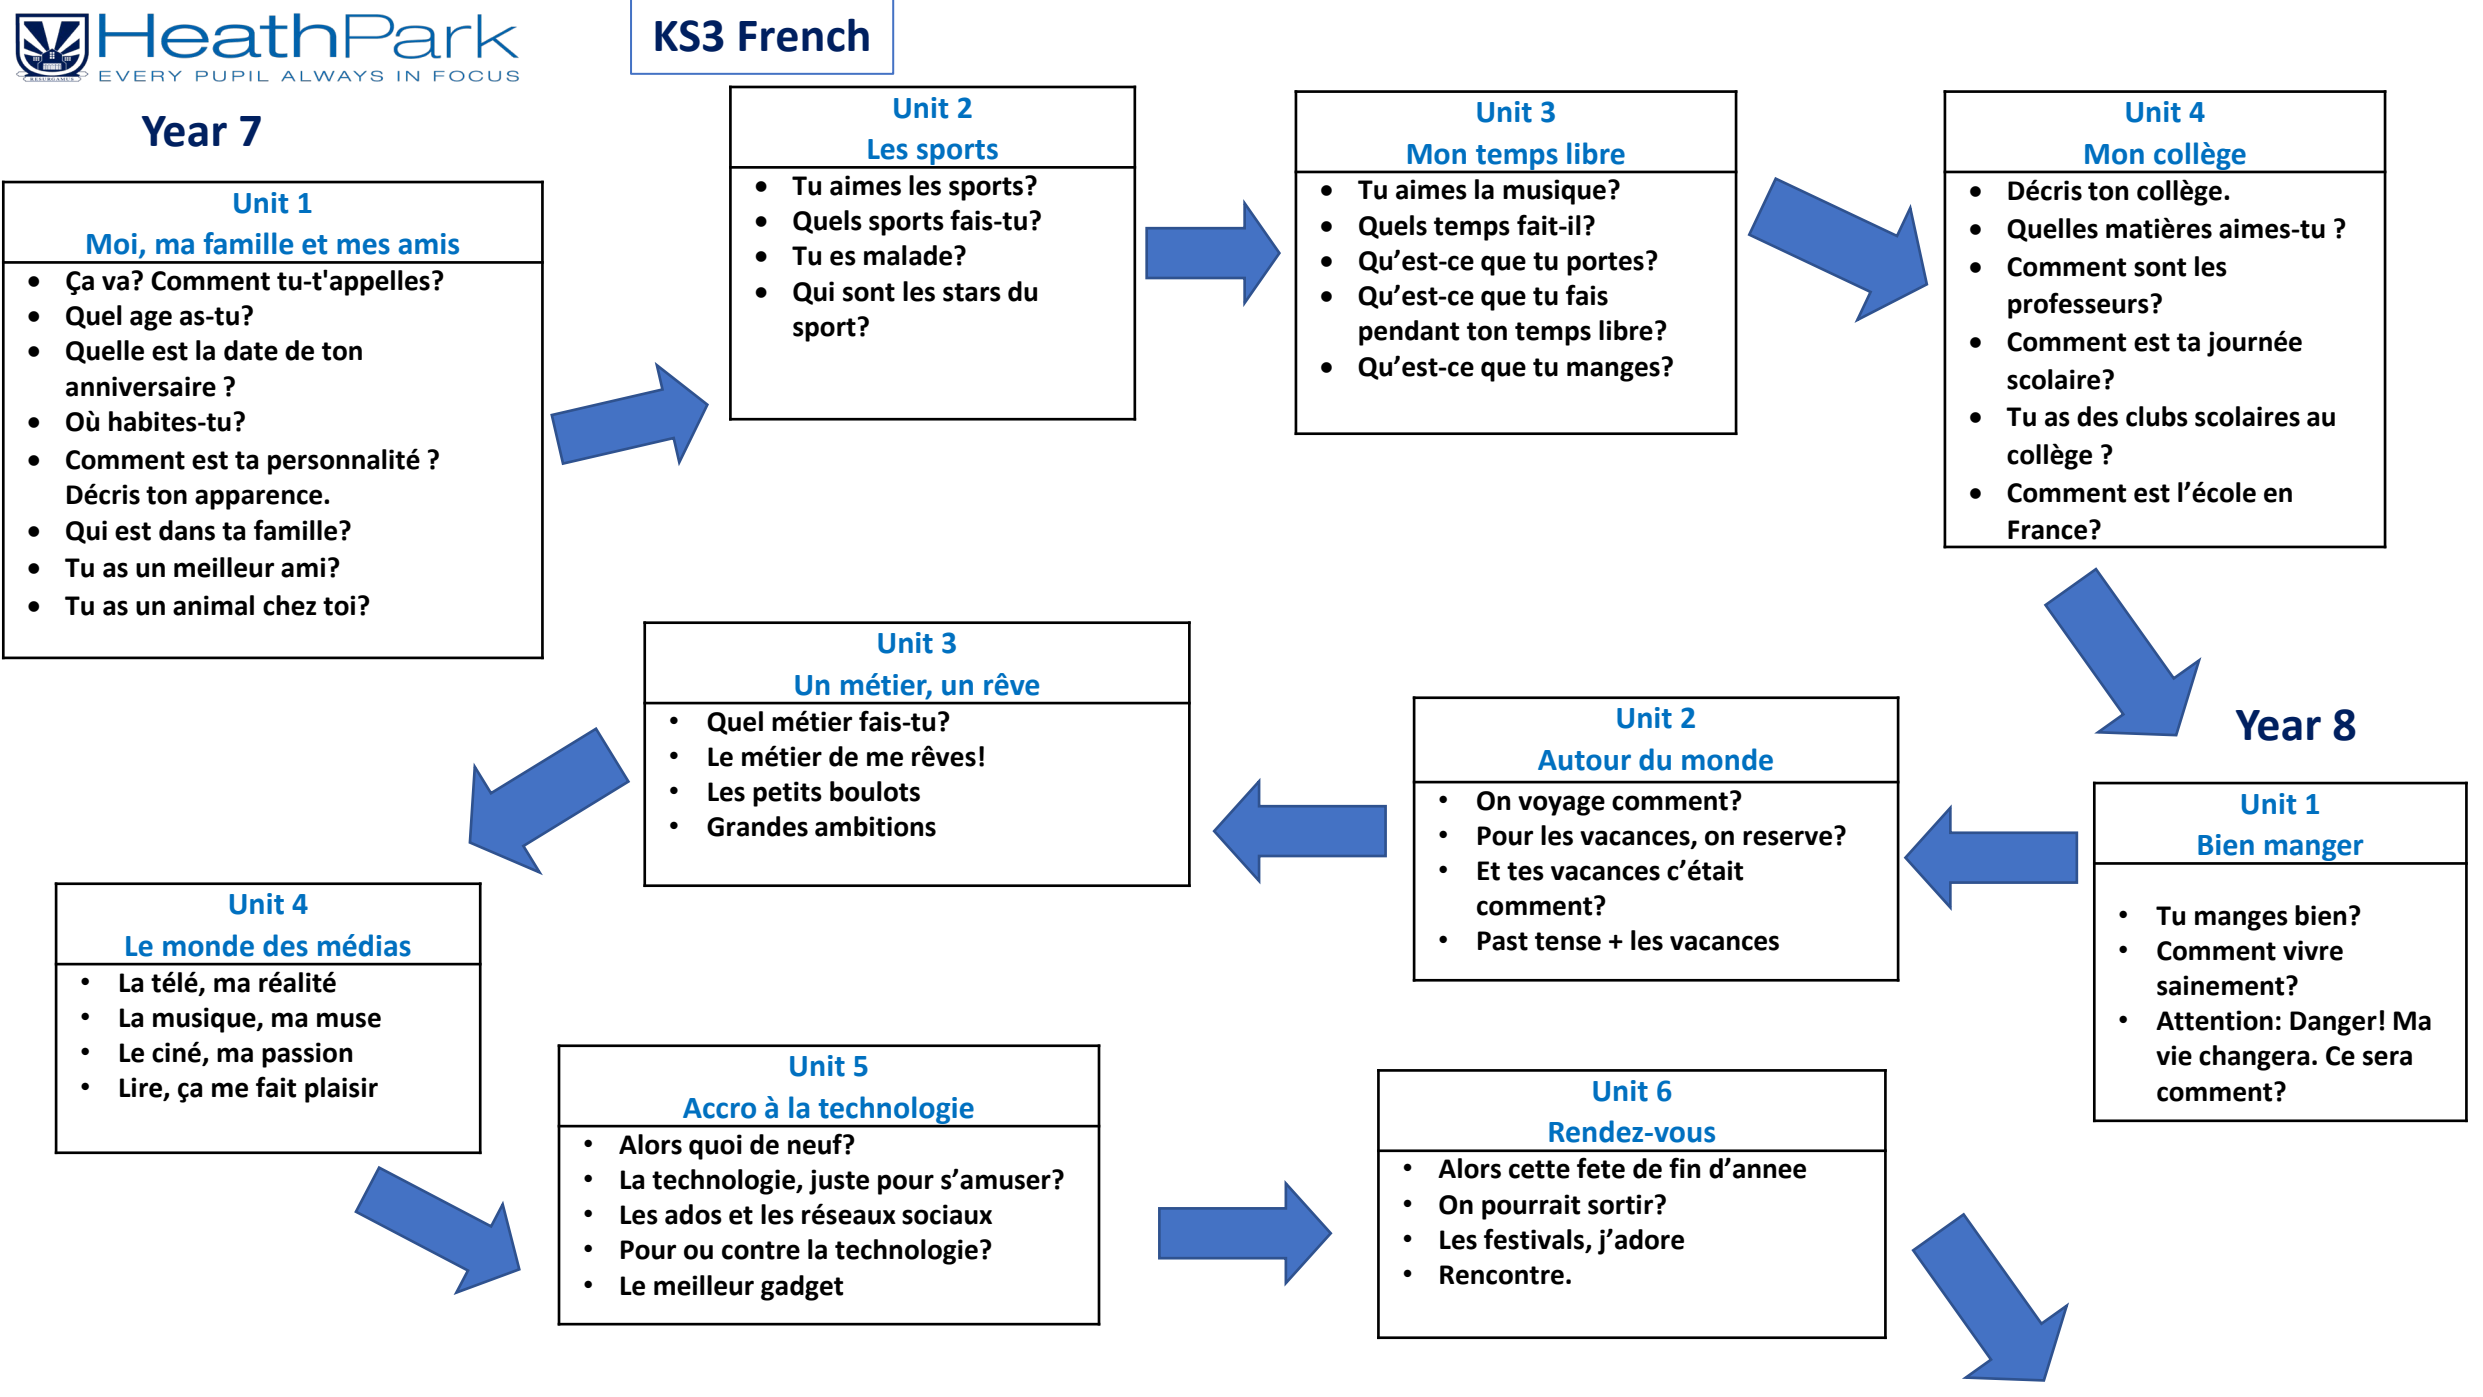 HeathPark
EVERY PUPIL ALWAYS IN FOCUS
RESURGAMUS
KS3 French
Year 7
Unit 1
Moi, ma famille et mes amis
• Ça va? Comment tu-t'appelles?
• Quel age as-tu?
• Quelle est la date de ton
anniversaire ?
• Où habites-tu?
• Comment est ta personnalité ?
Décris ton apparence.
• Qui est dans ta famille?
• Tu as un meilleur ami?
• Tu as un animal chez toi?
Unit 2
Les sports
• Tu aimes les sports?
• Quels sports fais-tu?
• Tu es malade?
• Qui sont les stars du
sport?
Unit 3
Mon temps libre
• Tu aimes la musique?
• Quels temps fait-il?
• Qu’est-ce que tu portes?
• Qu’est-ce que tu fais
pendant ton temps libre?
• Qu’est-ce que tu manges?
Unit 4
Mon collège
• Décris ton collège.
• Quelles matières aimes-tu ?
• Comment sont les
professeurs?
• Comment est ta journée
scolaire?
• Tu as des clubs scolaires au
collège ?
• Comment est l’école en
France?
Year 8
Unit 1
Bien manger
• Tu manges bien?
• Comment vivre
sainement?
• Attention: Danger! Ma
vie changera. Ce sera
comment?
Unit 2
Autour du monde
• On voyage comment?
• Pour les vacances, on reserve?
• Et tes vacances c’était
comment?
• Past tense + les vacances
Unit 3
Un métier, un rêve
• Quel métier fais-tu?
• Le métier de me rêves!
• Les petits boulots
• Grandes ambitions
Unit 4
Le monde des médias
• La télé, ma réalité
• La musique, ma muse
• Le ciné, ma passion
• Lire, ça me fait plaisir
Unit 5
Accro à la technologie
• Alors quoi de neuf?
• La technologie, juste pour s’amuser?
• Les ados et les réseaux sociaux
• Pour ou contre la technologie?
• Le meilleur gadget
Unit 6
Rendez-vous
• Alors cette fete de fin d’annee
• On pourrait sortir?
• Les festivals, j’adore
• Rencontre.